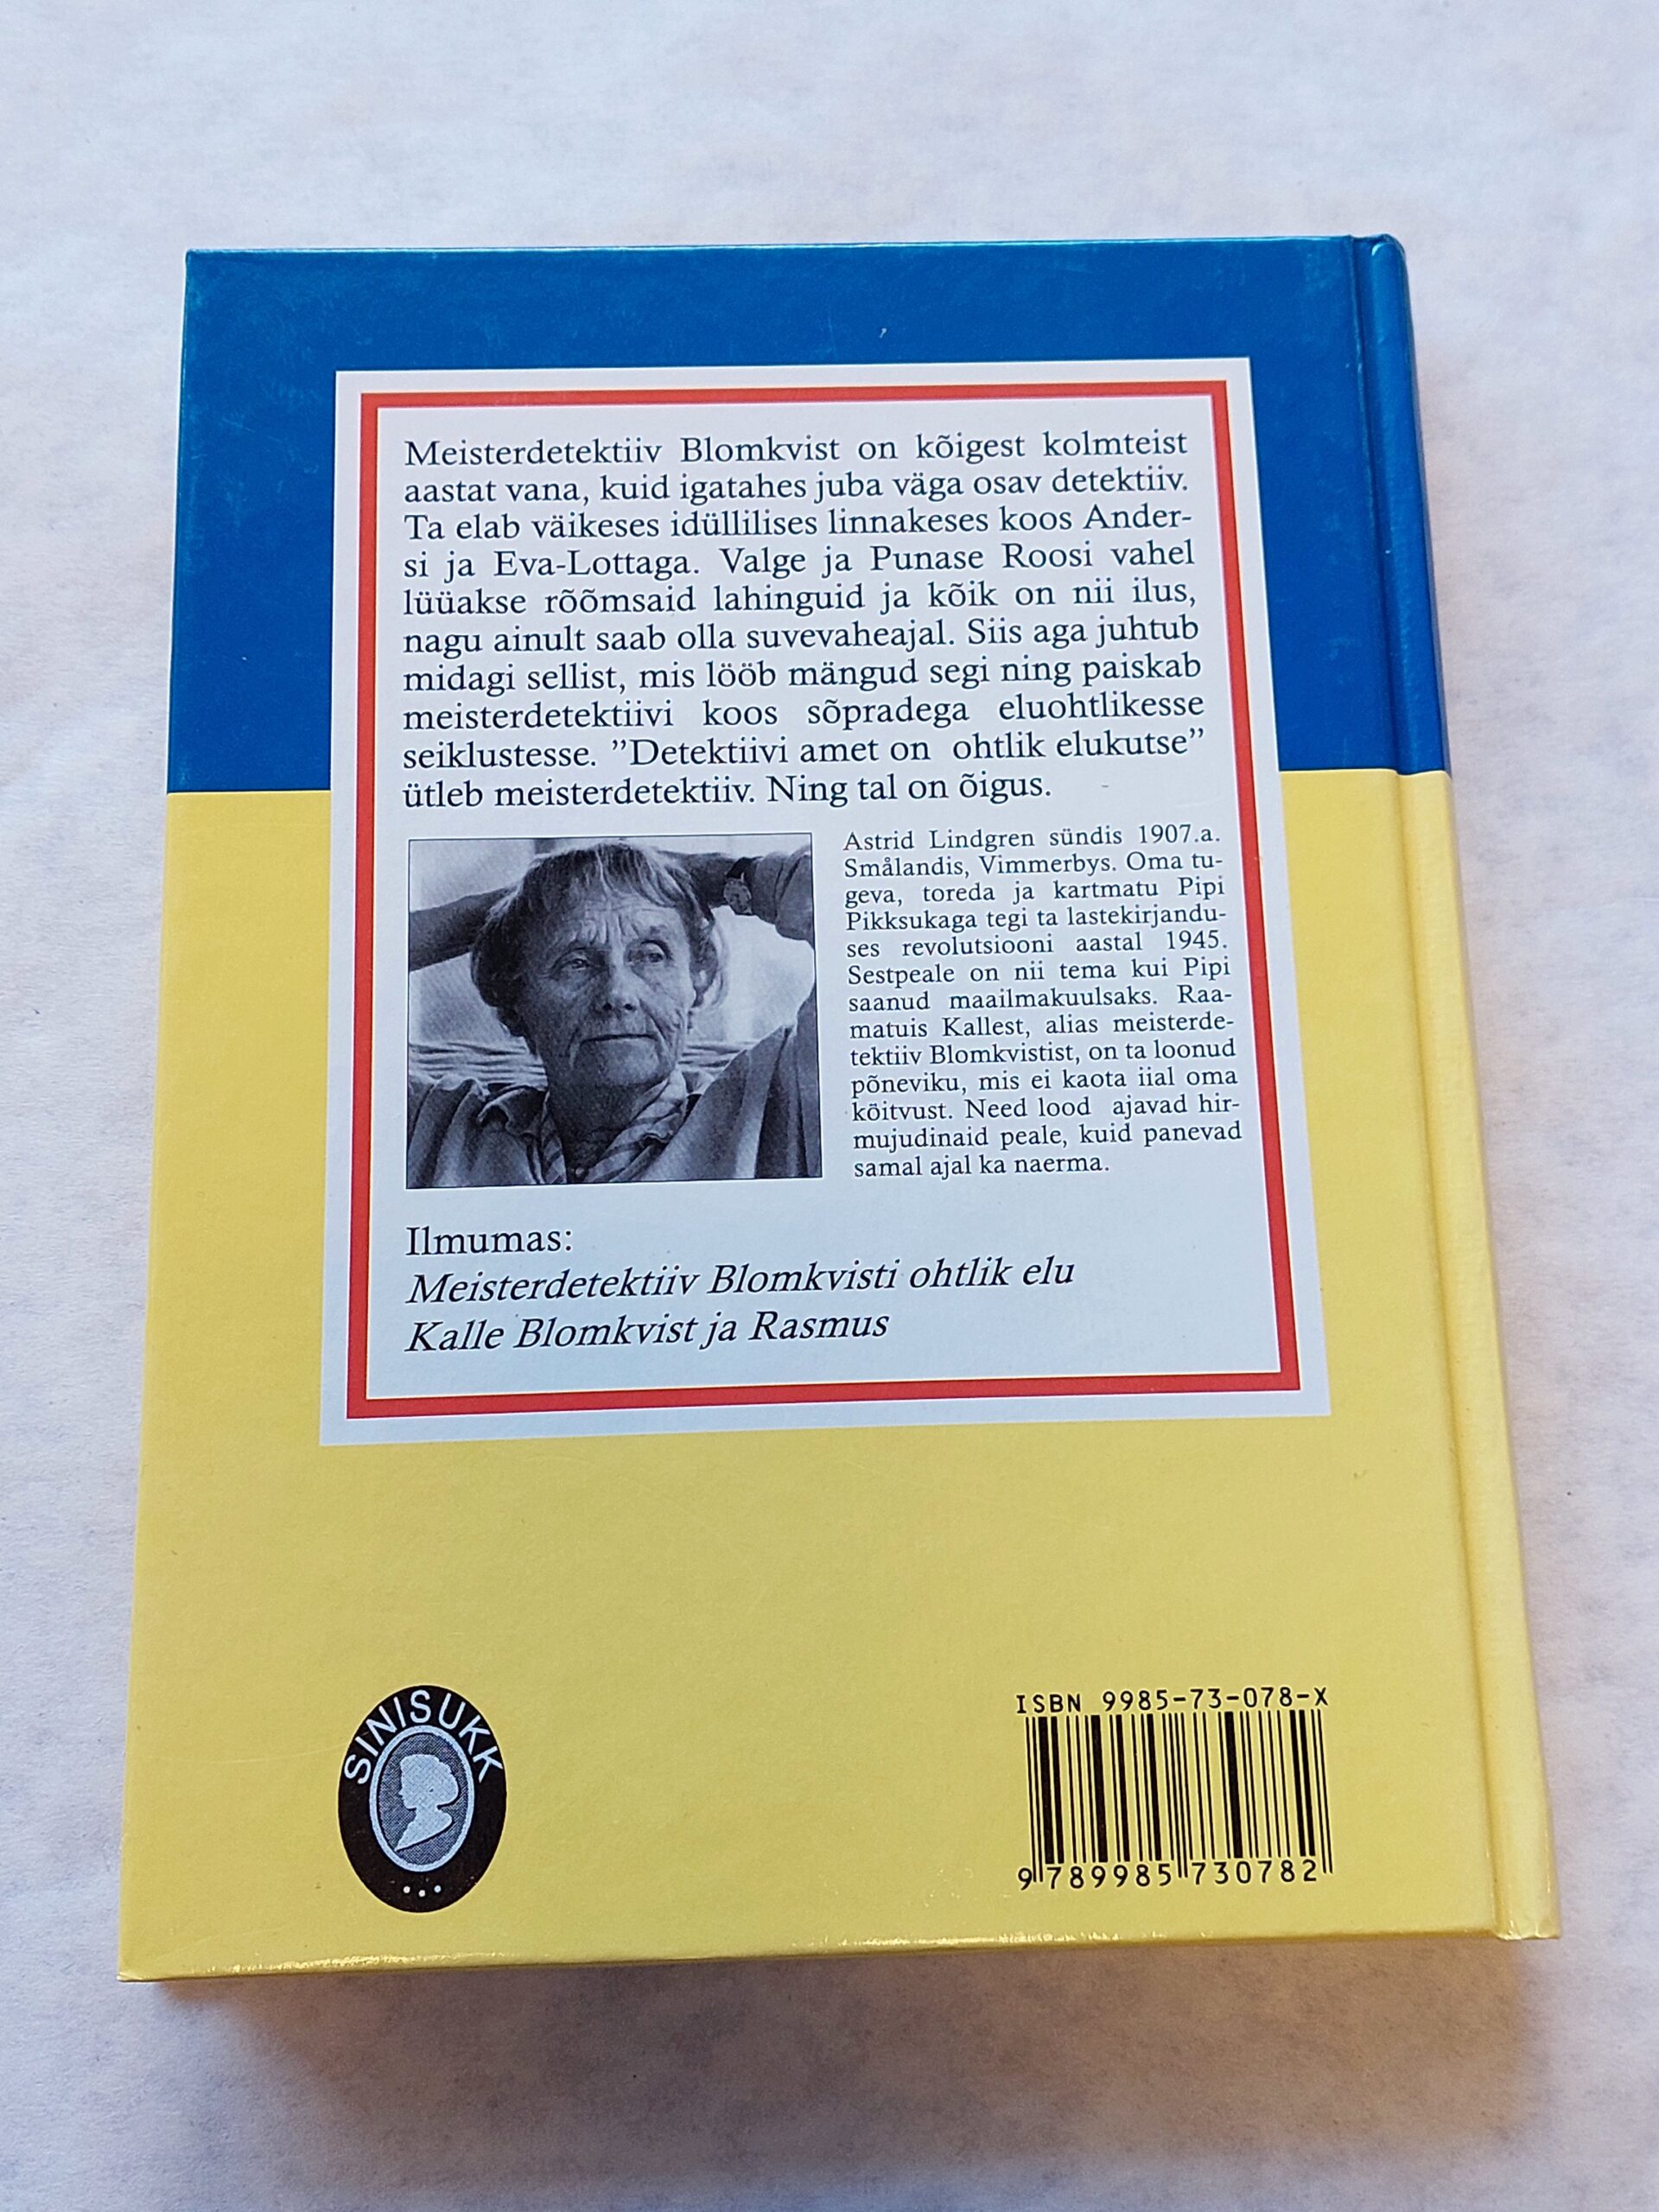 Meisterdetektiiv Blomkvist on kõigest kolmteist
aastat vana, kuid igatahes juba väga osav detektiiv.
Ta elab väikeses idüllilises linnakeses koos Ander-
si ja Eva-Lottaga. Valge ja Punase Roosi vahel
lüüakse rõõmsaid lahinguid ja kõik on nii ilus,
nagu ainult saab olla suvevaheajal. Siis aga juhtub
midagi sellist, mis lööb mängud segi ning paiskab
meisterdetektiivi koos sõpradega eluohtlikesse
seiklustesse. ”Detektiivi amet on ohtlik elukutse”
ütleb meisterdetektiiv. Ning tal on õigus.
Astrid Lindgren sündis 1907.a.
Smålandis, Vimmerbys. Oma tu-
geva, toreda ja kartmatu Pipi
Pikksukaga tegi ta lastekirjandu-
ses revolutsiooni aastal 1945.
Sestpeale on nii tema kui Pipi
saanud maailmakuulsaks. Raa-
matuis Kallest, alias meisterde-
tektiiv Blomkvistist, on ta loonud
põneviku, mis ei kaota iial oma
köitvust. Need lood ajavad hir-
mujudinaid peale, kuid panevad
samal ajal ka naerma.
Ilmumas:
Meisterdetektiiv Blomkvisti ohtlik elu
Kalle Blomkvist ja Rasmus
SINISUKK
ISBN 9985-73-078-X
9 789985 730782